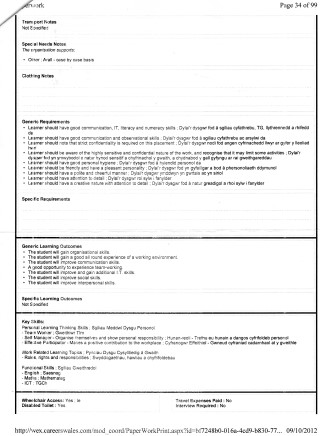 Page 34 of 99
Transport Notes
Not Specified
Special Needs Notes
The organisation supports:
• Other : Arall - case by case basis
Clothing Notes
Generic Requirements
• Learner should have good communication, IT, literacy and numeracy skills : Dylai'r dysgwr fod â sgiliau cyfathrebu, TG, llythrennedd a rhifedd da
• Learner should have good communication and observational skills : Dylai'r dysgwr fod â sgiliau cyfathrebu ac arsylwi da
• Learner should note that strict confidentiality is required on this placement : Dylai'r dysgwr nodi fod angen cyfrinachedd llwyr ar gyfer y lleoliad hwn
• Learner should be aware of the highly sensitive and confidential nature of the work, and recognise that it may limit some activities : Dylai'r dysgwr fod yn ymwybodol o natur hynod sensitif a chyfrinachol y gwaith, a chydnabod y gall gyfyngu ar rai gweithgareddau
• Learner should have good personal hygiene : Dylai'r dysgwr fod â hylendid personol da
• Learner should be friendly and have a pleasant personality : Dylai'r dysgwr fod yn gyfeillgar a bod â phersonoliaeth ddymunol
• Learner should have a polite and cheerful manner : Dylai'r dysgwr ymddwyn yn gwrtais ac yn siriol
• Learner should have attention to detail : Dylai'r dysgwr roi sylw i fanylder
• Learner should have a creative nature with attention to detail : Dylai'r dysgwr fod â natur greadigol a rhoi sylw i fanylder
Specific Requirements
Generic Learning Outcomes
• The student will gain organisational skills.
• The student will gain a good all round experience of a working environment.
• The student will improve communication skills.
• A good opportunity to experience team-working.
• The student will improve and gain additional IT. skills.
• The student will improve social skills.
• The student will improve interpersonal skills.
Specific Learning Outcomes
Not Specified
Key Skills:
Personal Learning Thinking Skills : Sgiliau Meddwl Dysgu Personol
- Team Worker : Gweithiwr Tîm
- Self Manager - Organise themselves and show personal responsibility : Hunan-reoli - Trefnu eu hunain a dangos cyfrifoldeb personol
- Effective Participator - Makes a positive contribution to the workplace : Cyfranogwr Effeithiol - Gwneud cyfraniad cadarnhaol at y gweithle
Work Related Learning Topics : Pynciau Dysgu Cysylltiedig â Gwaith
- Roles, rights and responsibilities : Swyddogaethau, hawliau a chyfrifoldebau
Functional Skills : Sgiliau Gweithredol
- English : Saesneg
- Maths : Mathemateg
- ICT : TGCh
Wheelchair Access: Yes : Ie
Travel Expenses Paid : No
Disabled Toilet : Yes
Interview Required : No
http://wex.careerswales.com/mod_coord/PaperWorkPrint.aspx?id=bf7248b0-016a-4cd9-b830-77... 09/10/2012